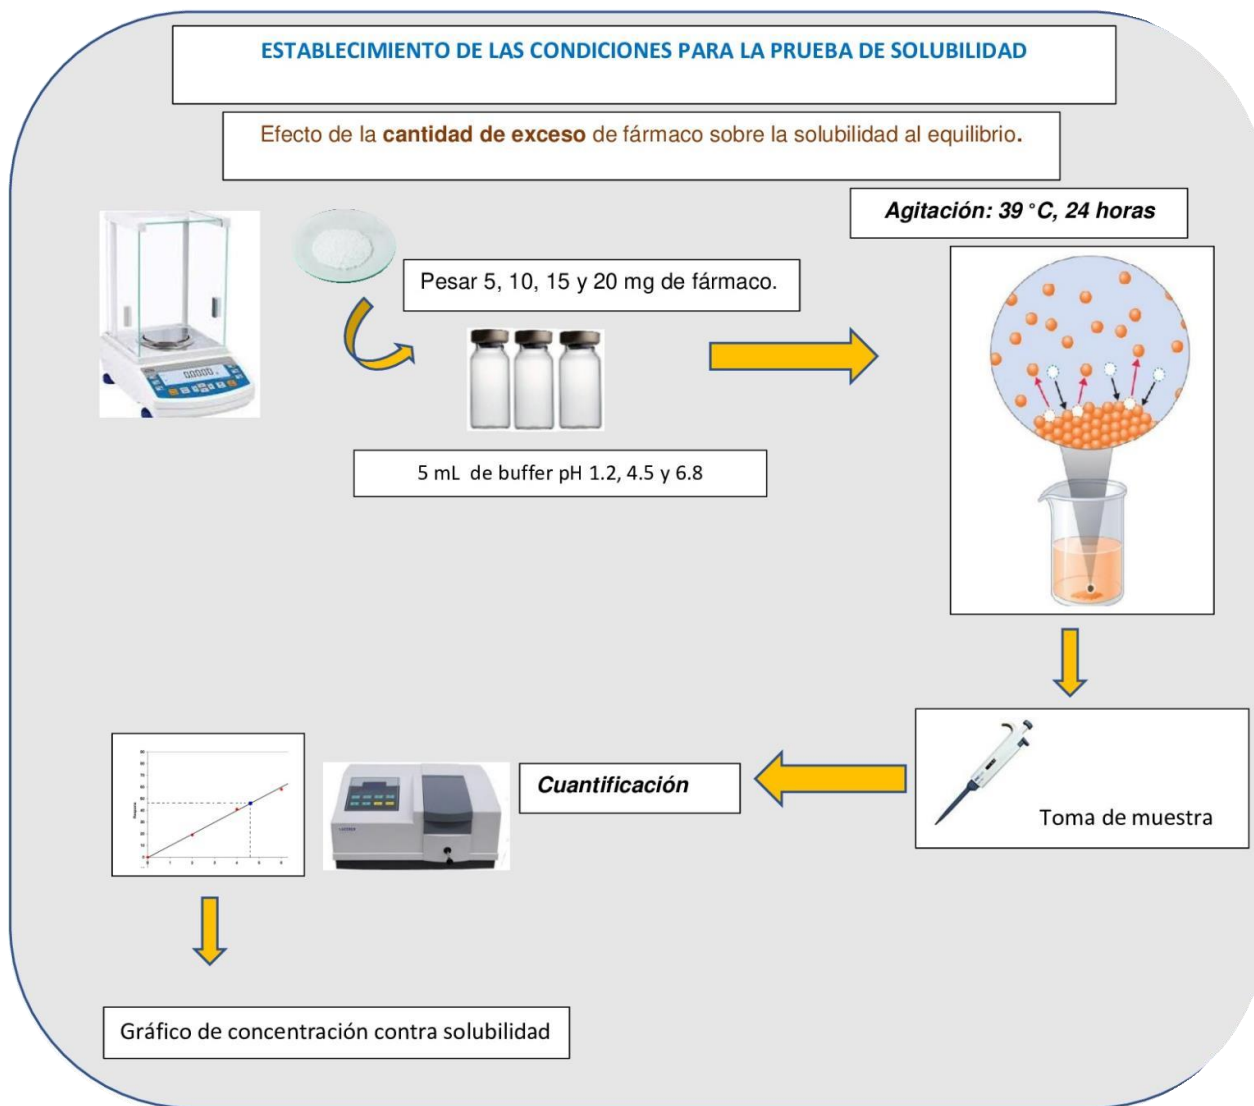 ESTABLECIMIENTO DE LAS CONDICIONES PARA LA PRUEBA DE SOLUBILIDAD
Efecto de la cantidad de exceso de fármaco sobre la solubilidad al equilibrio.
Agitación: 39 °C, 24 horas
Pesar 5, 10, 15 y 20 mg de fármaco.
5 mL de buffer pH 1.2, 4.5 y 6.8
Toma de muestra
Cuantificación
Gráfico de concentración contra solubilidad